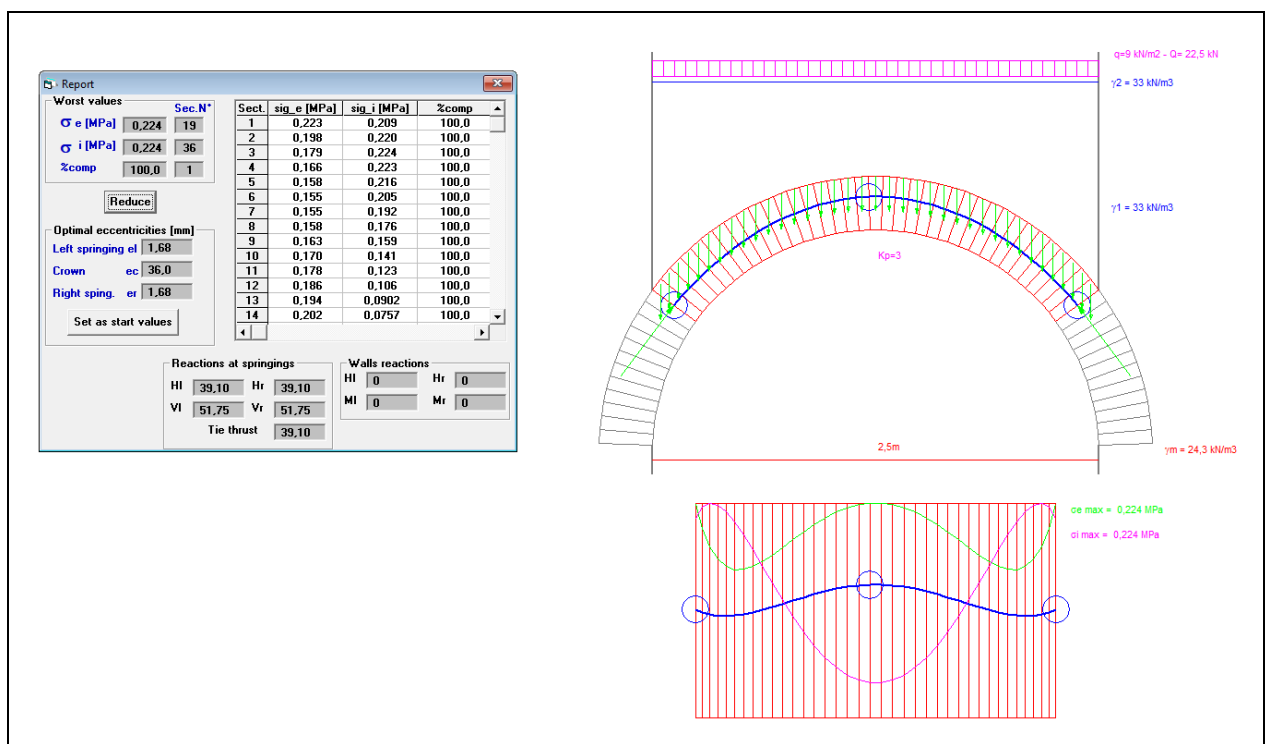 Report
Worst values
Sec.N°
σ e [MPa] 0,224 19
σ i [MPa] 0,224 36
%comp 100,0 1
Reduce
Optimal eccentricities [mm]
Left springing el 1,68
Crown ec 36,0
Right sping. er 1,68
Set as start values
Sect. sig_e [MPa] sig_i [MPa] %comp
1 0,223 0,209 100,0
2 0,198 0,220 100,0
3 0,179 0,224 100,0
4 0,166 0,223 100,0
5 0,158 0,216 100,0
6 0,155 0,205 100,0
7 0,155 0,192 100,0
8 0,158 0,176 100,0
9 0,163 0,159 100,0
10 0,170 0,141 100,0
11 0,178 0,123 100,0
12 0,186 0,106 100,0
13 0,194 0,0902 100,0
14 0,202 0,0757 100,0
Reactions at springings
Hl 39,10 Hr 39,10
Vl 51,75 Vr 51,75
Tie thrust 39,10
Walls reactions
Hl 0 Hr 0
Ml 0 Mr 0
q=9 kN/m2 - Q= 22,5 kN
γ2 = 33 kN/m3
γ1 = 33 kN/m3
Kp=3
2,5m
γm = 24,3 kN/m3
σe max = 0,224 MPa
σi max = 0,224 MPa